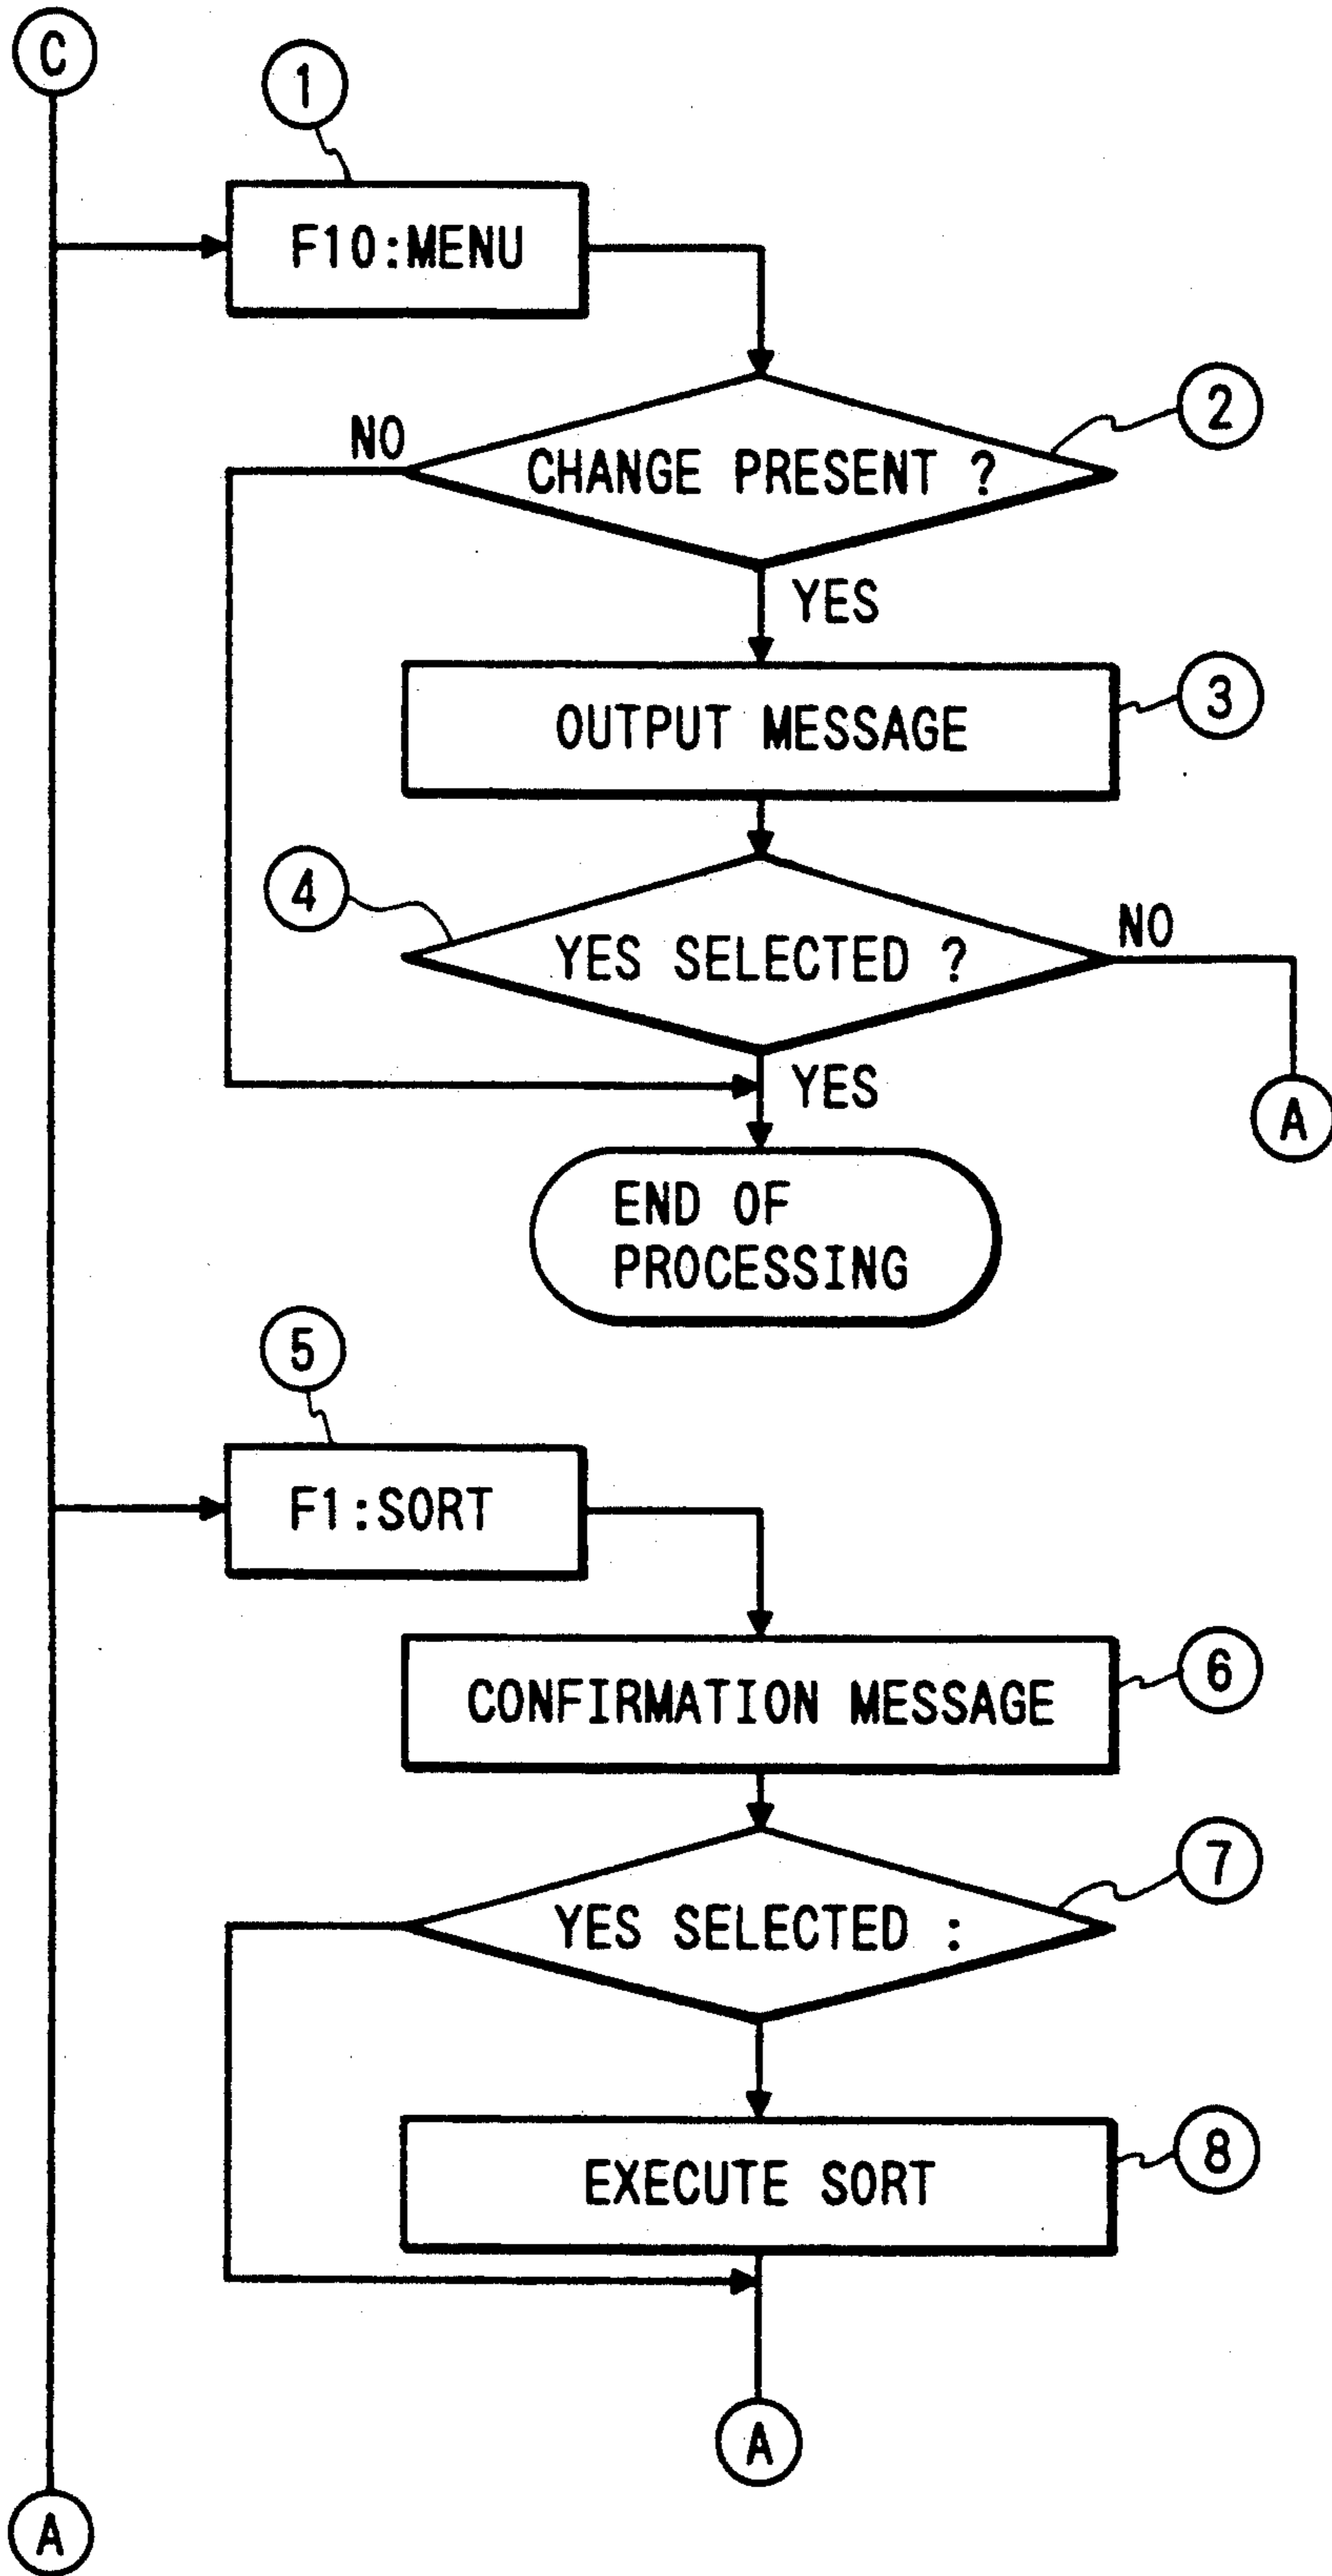 C
1
F10:MENU
2
NO
CHANGE PRESENT ?
YES
3
OUTPUT MESSAGE
4
YES SELECTED ?
NO
YES
A
END OF
PROCESSING
5
F1:SORT
6
CONFIRMATION MESSAGE
7
YES SELECTED :
8
EXECUTE SORT
A
A